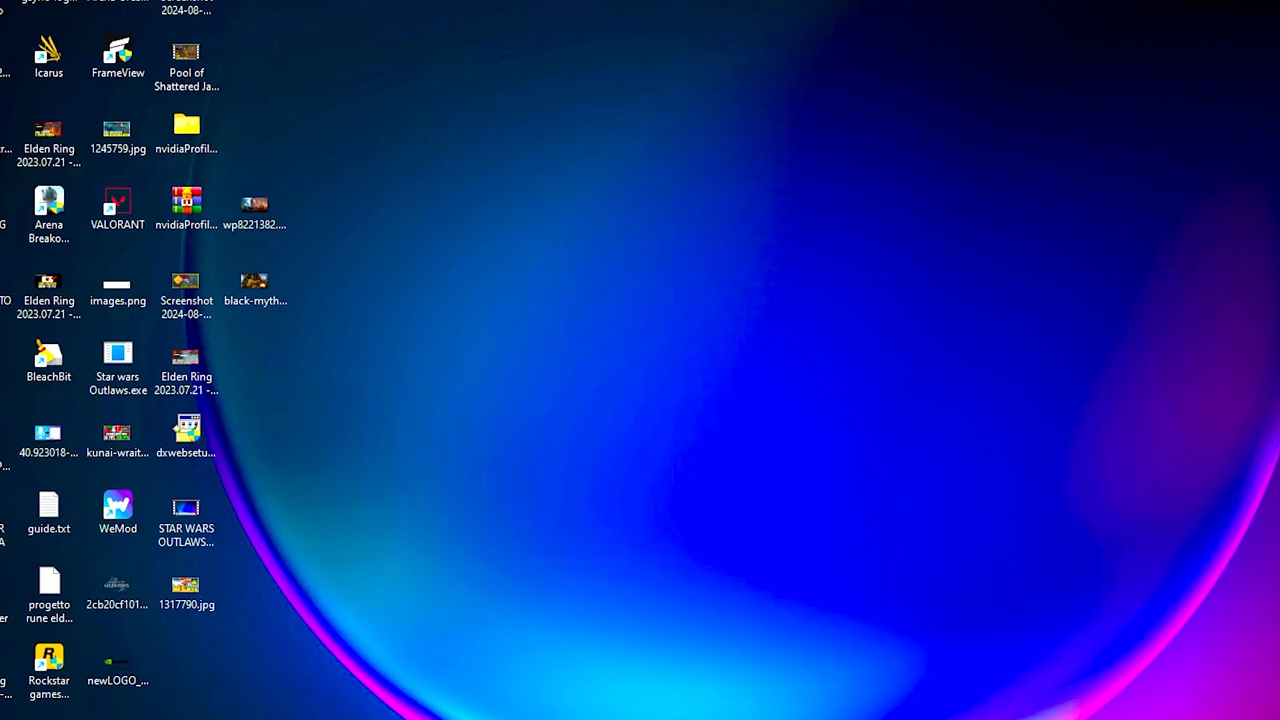 Screenshot
2024-08-...
Icarus
FrameView
Pool of
Shattered Ja...
Elden Ring
2023.07.21 -...
1245759.jpg
nvidiaProfil...
Arena
Breako...
VALORANT
nvidiaProfil...
wp8221382....
Elden Ring
2023.07.21 -...
images.png
Screenshot
2024-08-...
black-myth...
BleachBit
Star wars
Outlaws.exe
Elden Ring
2023.07.21 -...
40.923018-...
kunai-wrait...
dxwebsetu...
guide.txt
WeMod
STAR WARS
OUTLAWS...
progetto
rune eld...
2cb20cf101...
1317790.jpg
Rockstar
games...
newLOGO_...